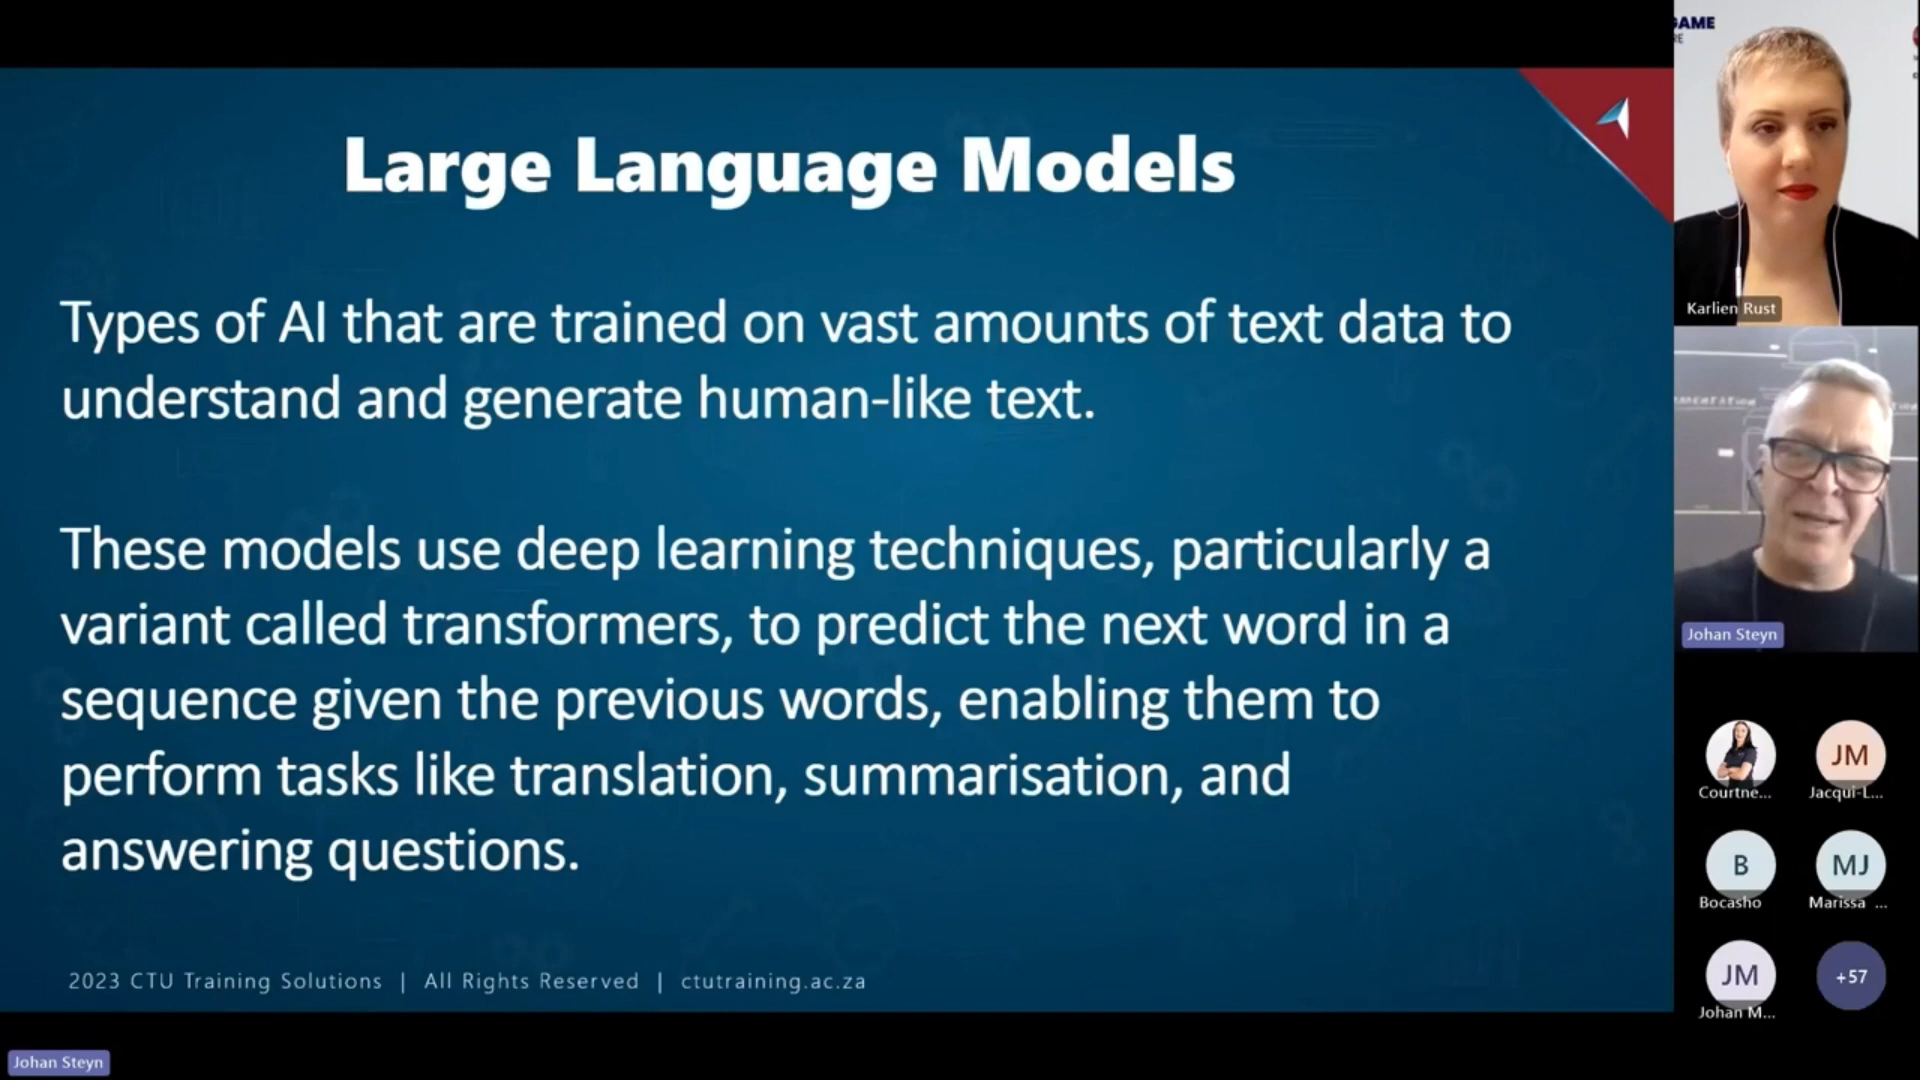 Large Language Models
Types of AI that are trained on vast amounts of text data to
understand and generate human-like text.
These models use deep learning techniques, particularly a
variant called transformers, to predict the next word in a
sequence given the previous words, enabling them to
perform tasks like translation, summarisation, and
answering questions.
2023 CTU Training Solutions | All Rights Reserved | ctutraining.ac.za
Johan Steyn
GAME
RE
Karlien Rust
Johan Steyn
Courtne...
JM
Jacqui-L...
B
Bocasho
MJ
Marissa ...
JM
Johan M...
+57